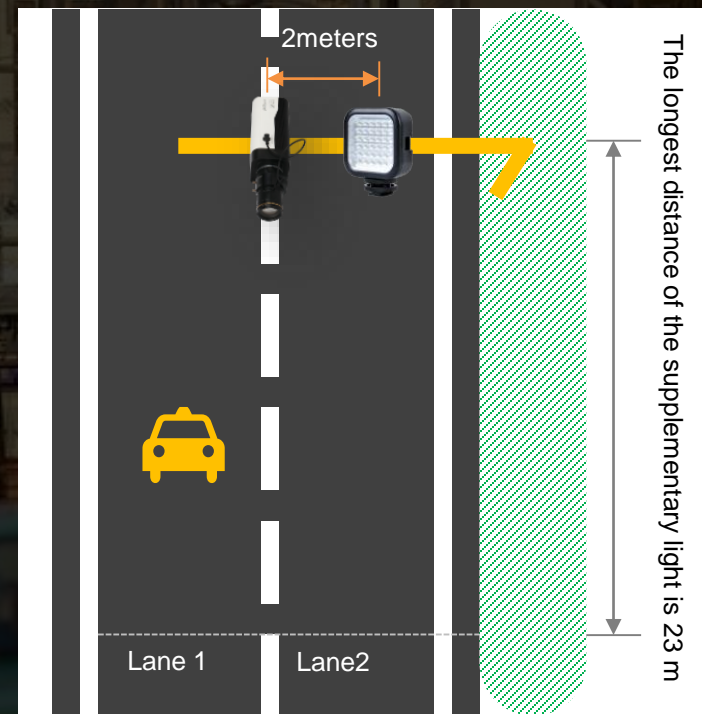 2meters
The longest distance of the supplementary light is 23 m
Lane 1
Lane2